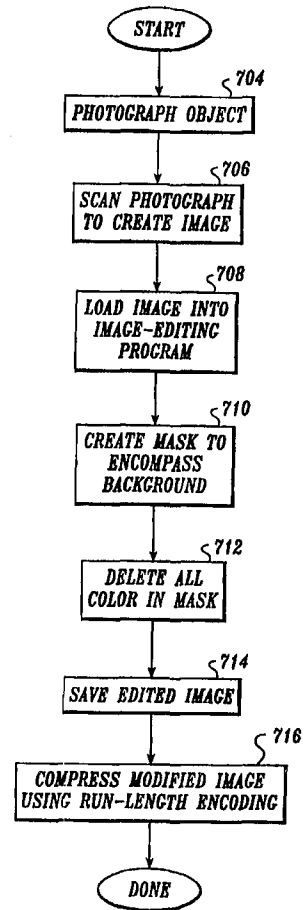 START
704
PHOTOGRAPH OBJECT
706
SCAN PHOTOGRAPH
TO CREATE IMAGE
708
LOAD IMAGE INTO
IMAGE-EDITING
PROGRAM
710
CREATE MASK TO
ENCOMPASS
BACKGROUND
712
DELETE ALL
COLOR IN MASK
714
SAVE EDITED IMAGE
716
COMPRESS MODIFIED IMAGE
USING RUN-LENGTH ENCODING
DONE